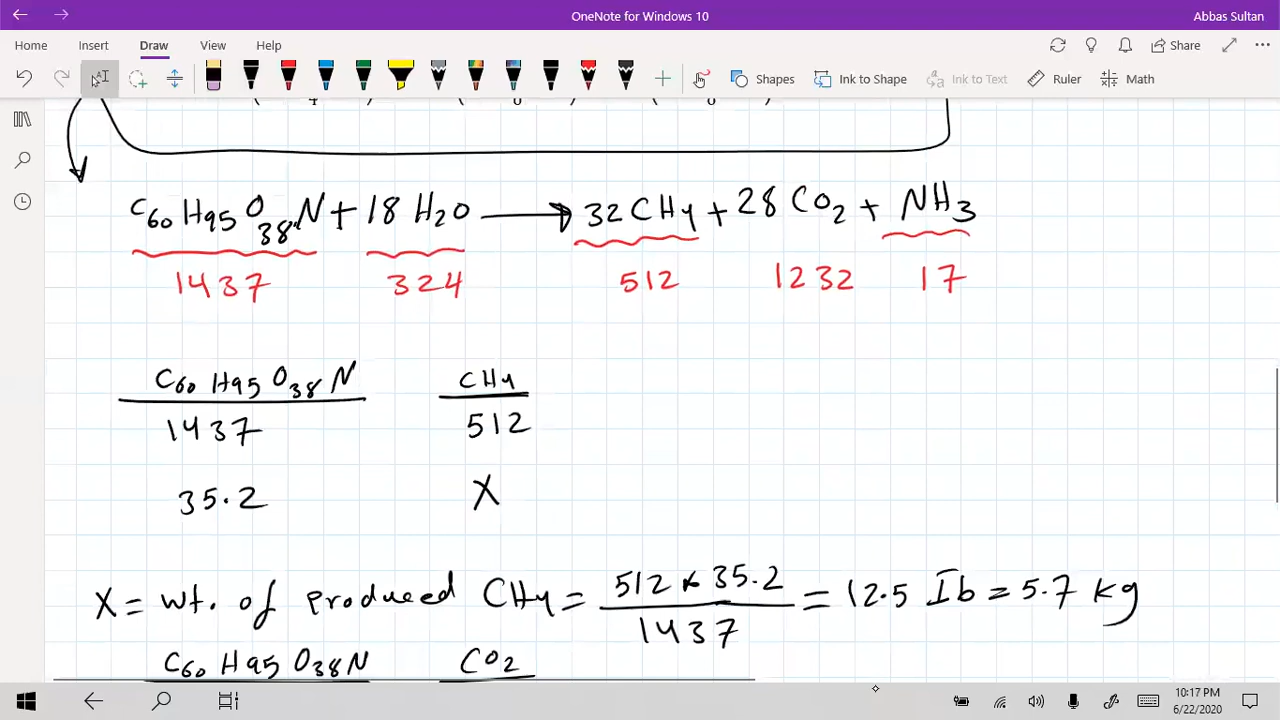 OneNote for Windows 10
Abbas Sultan
Home Insert Draw View Help
Share
Shapes
Ink to Shape
Ink to Text
Ruler
Math
4 8 8
C60 H95 O38 N + 18 H2O → 32 CH4 + 28 CO2 + NH3
1437 324 512 1232 17
C60 H95 O38 N CH4
1437 512
35.2 X
X = wt. of produced CH4 = 512 * 35.2 / 1437 = 12.5 Ib = 5.7 kg
C60 H95 O38 N CO2
10:17 PM
6/22/2020